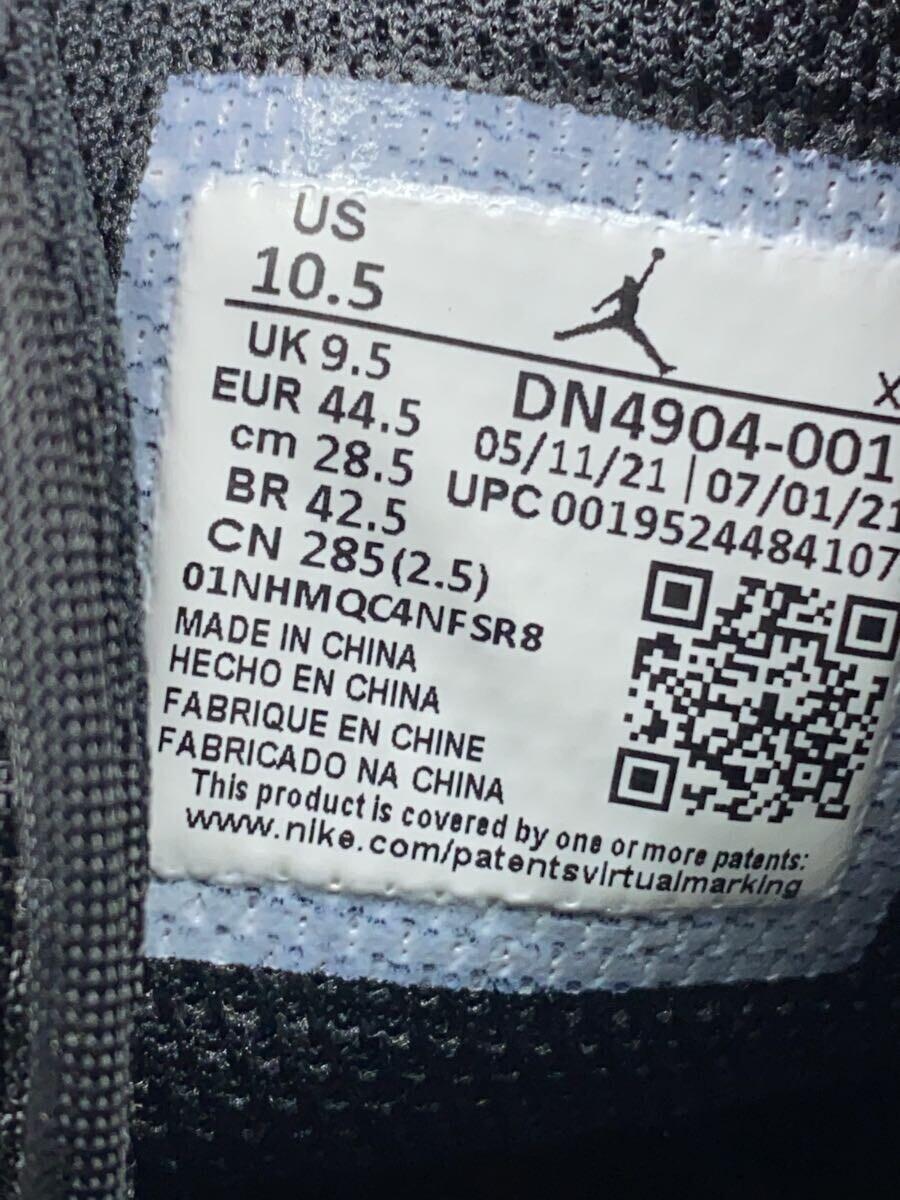 US
10.5
X
UK 9.5
EUR 44.5
cm 28.5
BR 42.5
CN 285(2.5)
DN4904-001
05/11/21 | 07/01/21
UPC 0019524484107
01NHMQC4NFSR8
MADE IN CHINA
HECHO EN CHINA
FABRIQUE EN CHINE
FABRICADO NA CHINA
This product is covered by one or more patents:
www.nike.com/patentsvirtualmarking